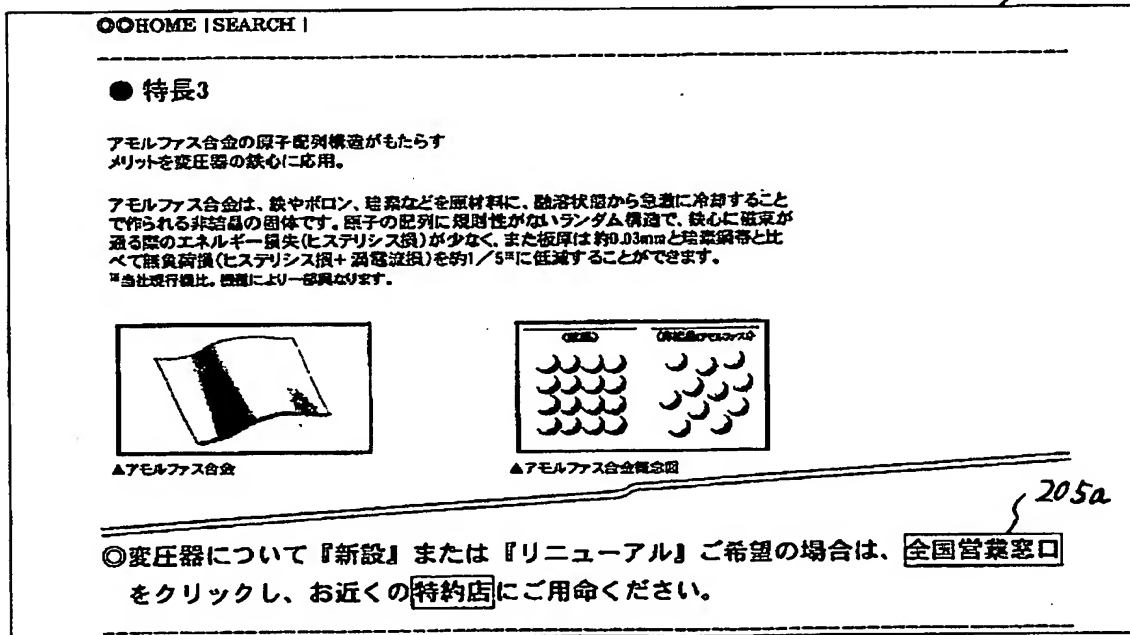 ◎◎HOME | SEARCH |
● 特長3
アモルファス合金の原子配列構造がもたらす
メリットを変圧器の鉄心に応用。
アモルファス合金は、鉄やボロン、珪素などを原材料に、融溶状態から急激に冷却すること
で作られる非結晶の固体です。原子の配列に規則性がないランダム構造で、鉄心に磁束が
通る際のエネルギー損失(ヒステリシス損)が少なく、また板厚は約0.03mmと珪素鋼帯と比
べて無負荷損(ヒステリシス損+渦電流損)を約1/5※に低減することができます。
※当社現行機比。機種により一部異なります。
(非結晶(アモルファス))
▲アモルファス合金
▲アモルファス合金概念図
205a
◎変圧器について『新設』または『リニューアル』ご希望の場合は、全国営業窓口
をクリックし、お近くの特約店にご用命ください。